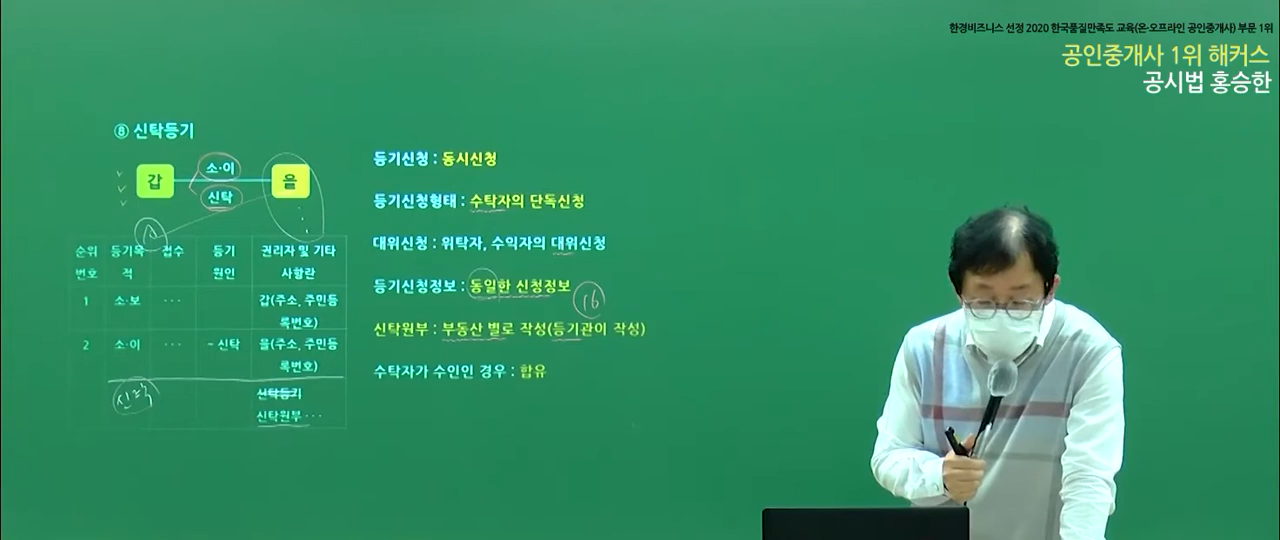 한경비즈니스 선정 2020 한국품질만족도 교육(온·오프라인 공인중개사) 부문 1위
공인중개사 1위 해커스
공시법 홍승한
⑧ 신탁등기
갑
소·이
신탁
을
등기신청 : 동시신청
등기신청형태 : 수탁자의 단독신청
대위신청 : 위탁자, 수익자의 대위신청
등기신청정보 : 동일한 신청정보
16
신탁원부 : 부동산 별로 작성(등기관이 작성)
수탁자가 수인인 경우 : 합유
순위 등기목 접수 등기 권리자 및 기타
번호 적 원인 사항란
1 소·보 ··· 갑(주소, 주민등
록번호)
2 소·이 ··· ~신탁 을(주소, 주민등
록번호)
신탁 신탁등기
신탁원부 ···